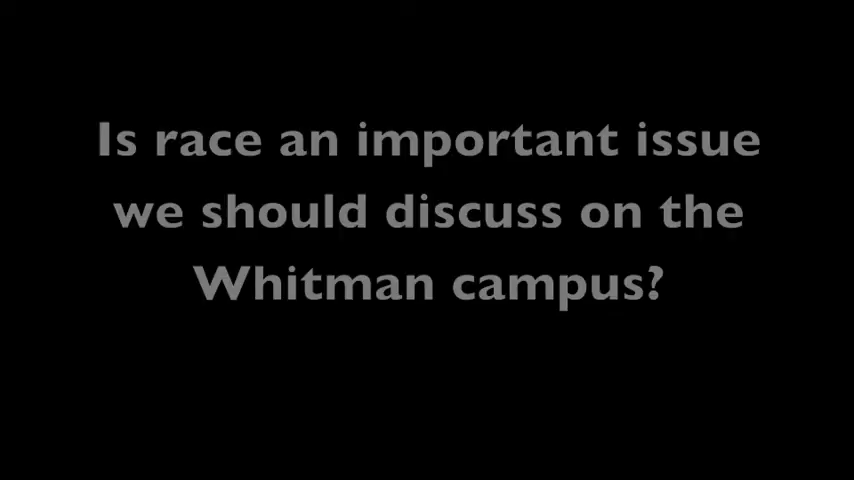 Is race an important issue
we should discuss on the
Whitman campus?